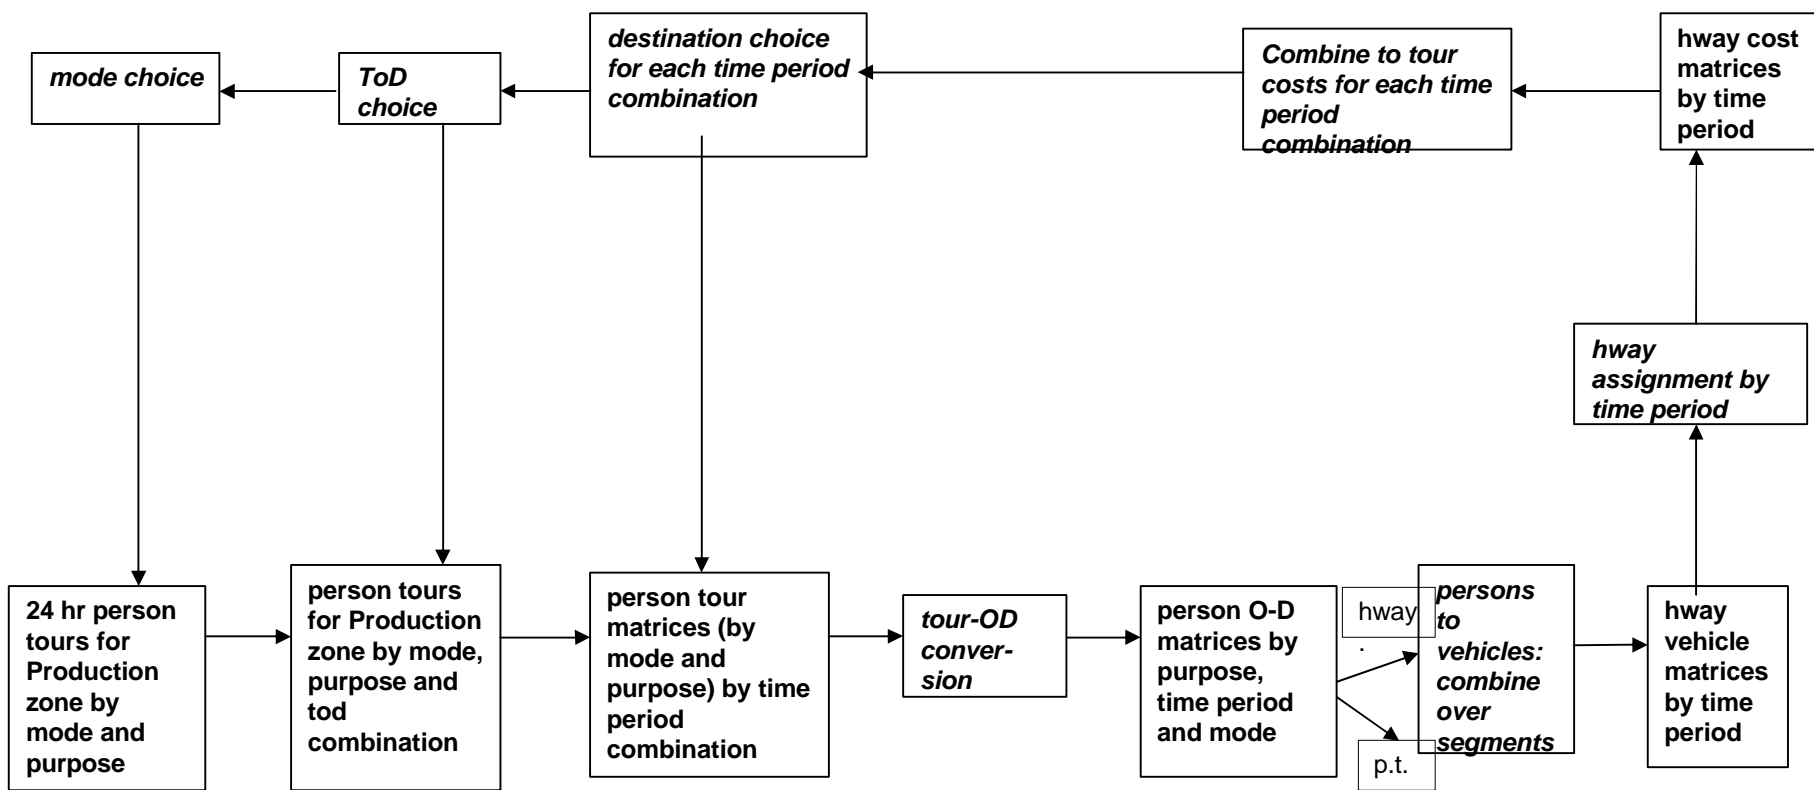 mode choice
ToD
choice
destination choice
for each time period
combination
Combine to tour
costs for each time
period
combination
hway cost
matrices
by time
period
hway
assignment by
time period
24 hr person
tours for
Production
zone by
mode and
purpose
person tours
for Production
zone by mode,
purpose and
tod
combination
person tour
matrices (by
mode and
purpose) by time
period
combination
tour-OD
conver-
sion
person O-D
matrices by
purpose,
time period
and mode
hway
.
p.t.
persons
to
vehicles:
combine
over
segments
hway
vehicle
matrices
by time
period